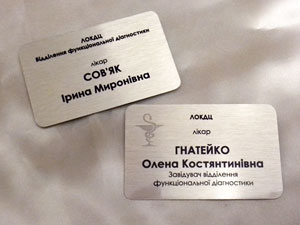 ЛОКДЦ
Відділення функціональної діагностики
лікар
СОВ'ЯК
Ірина Миронівна
ЛОКДЦ
лікар
ГНАТЕЙКО
Олена Костянтинівна
Завідувач відділення
функціональної діагностики